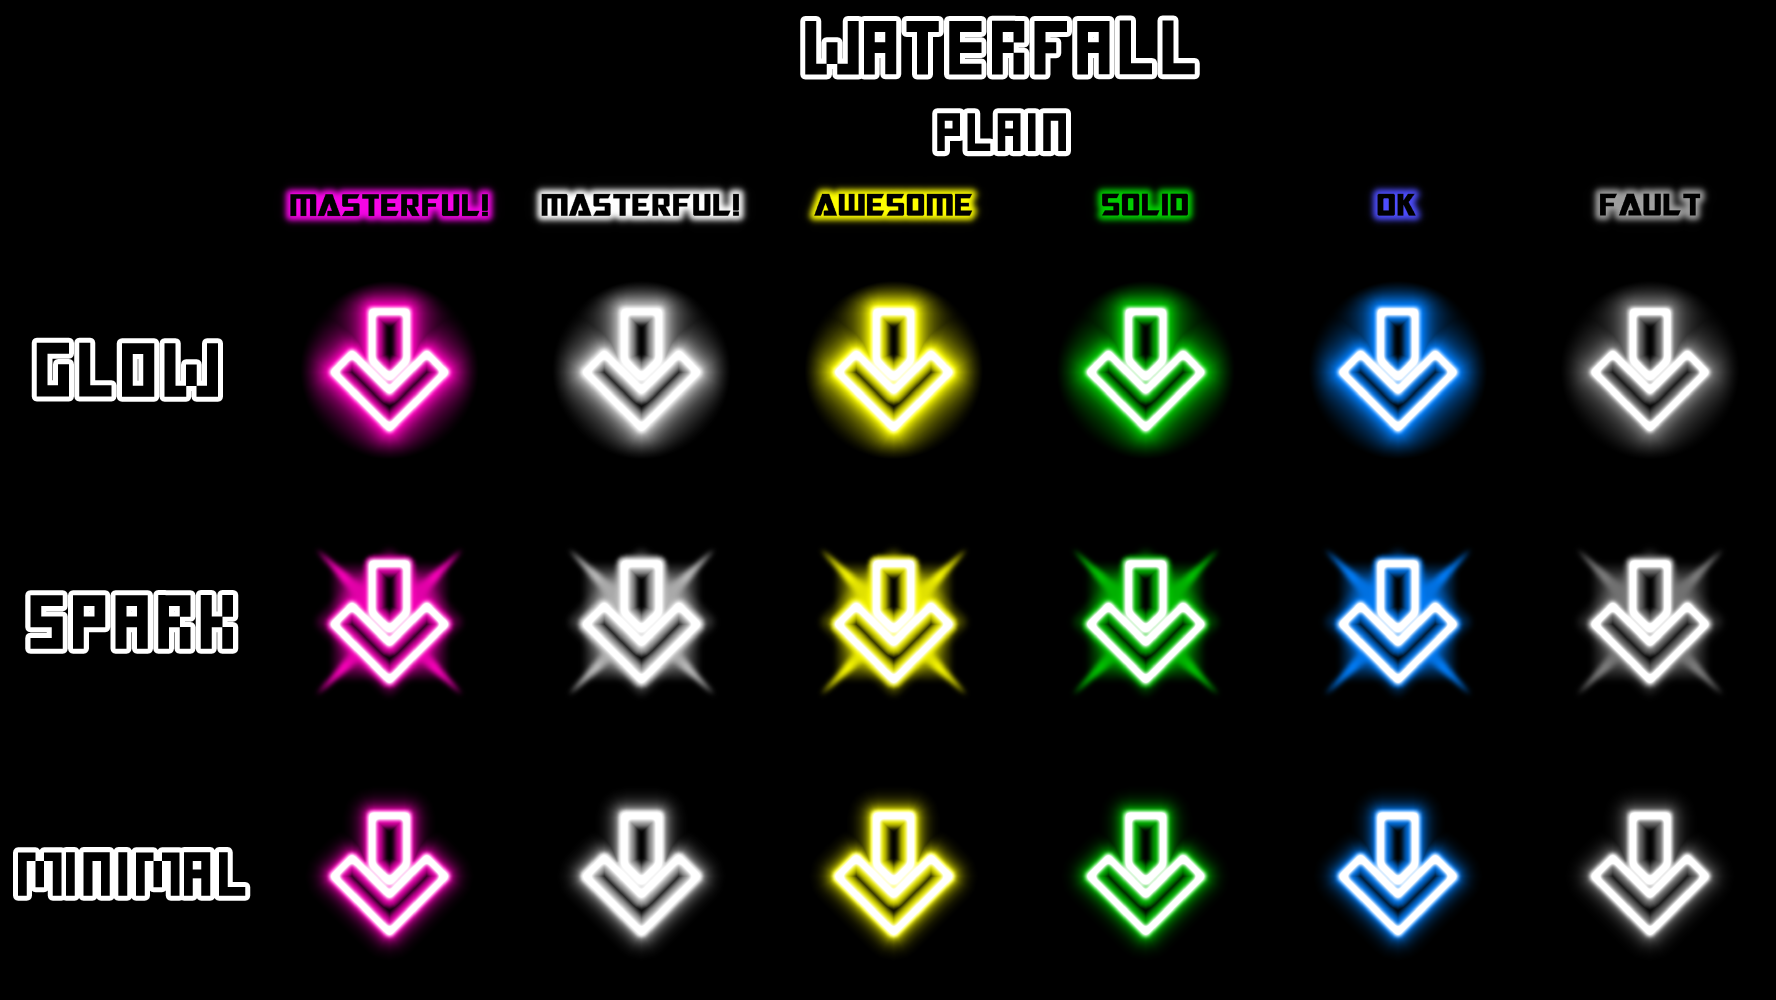 WATERFALL
PLAIN
MASTERFUL! MASTERFUL! AWESOME SOLID OK FAULT
GLOW
SPARK
MINIMAL